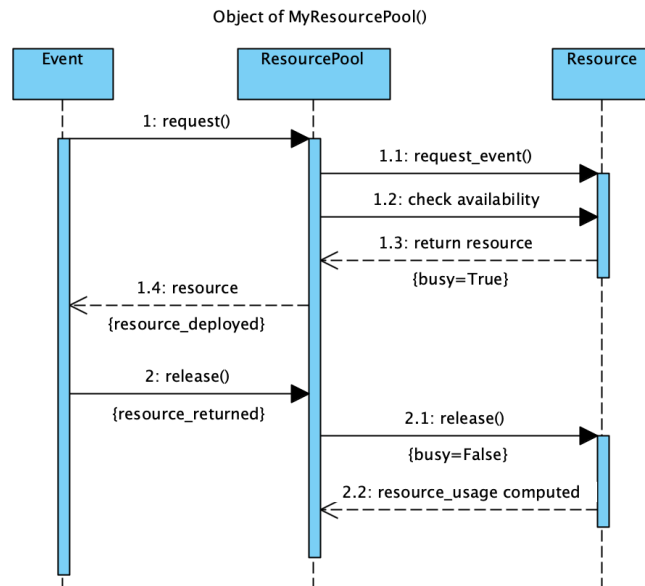 Object of MyResourcePool()
Event
ResourcePool
Resource
1: request()
1.1: request_event()
1.2: check availability
1.3: return resource
{busy=True}
1.4: resource
{resource_deployed}
2: release()
{resource_returned}
2.1: release()
{busy=False}
2.2: resource_usage computed